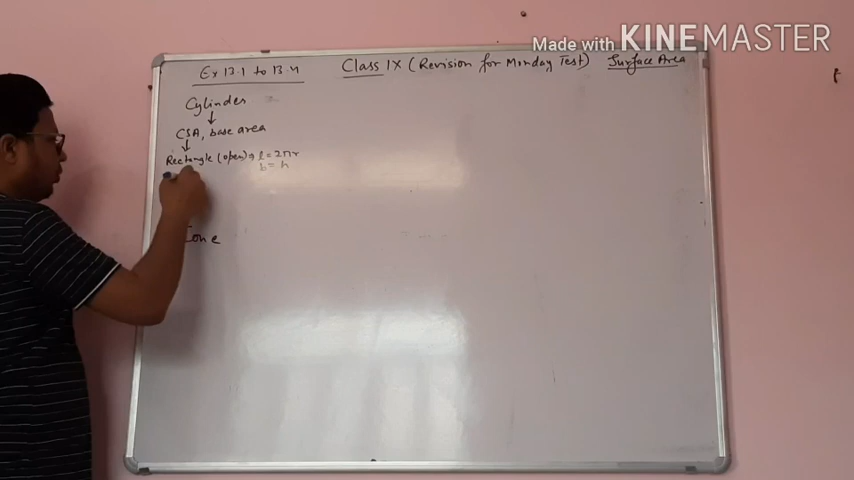 Made with KINEMASTER
Ex 13.1 to 13.4 Class IX (Revision for Monday Test) Surface Area
Cylinder
↓
CSA, base area
↓
Rectangle (open) → l = 2πr
b = h
Cone